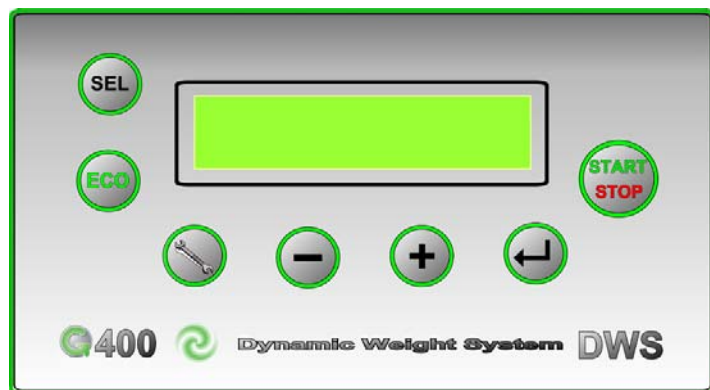 SEL
ECO
START
STOP
G400 Dynamic Weight System DWS